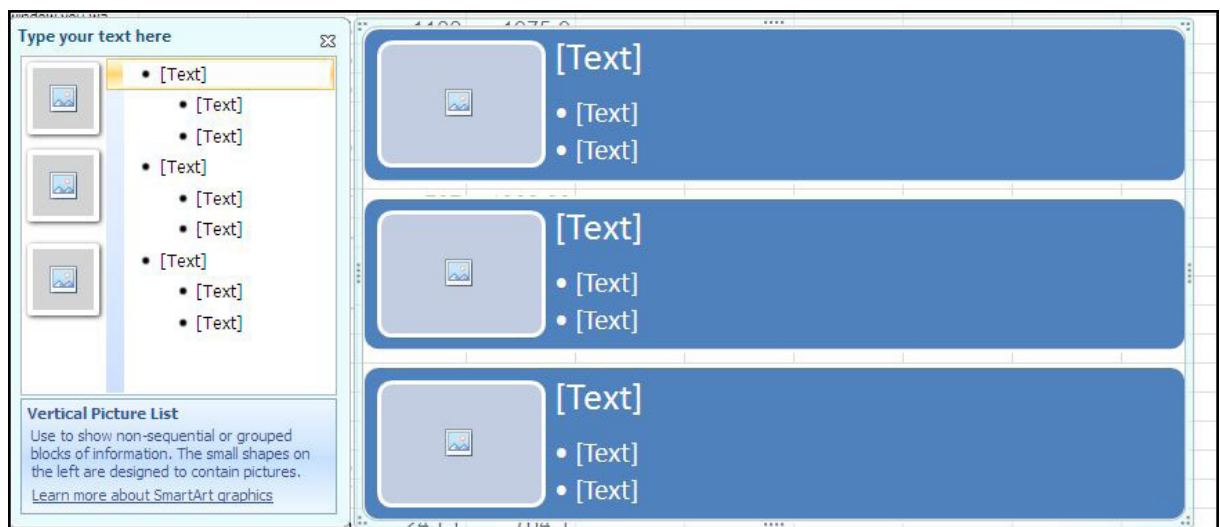 Type your text here
[Text]
[Text]
[Text]
[Text]
[Text]
[Text]
[Text]
[Text]
[Text]
Vertical Picture List
Use to show non-sequential or grouped
blocks of information. The small shapes on
the left are designed to contain pictures.
Learn more about SmartArt graphics
[Text]
• [Text]
• [Text]
[Text]
• [Text]
• [Text]
[Text]
• [Text]
• [Text]